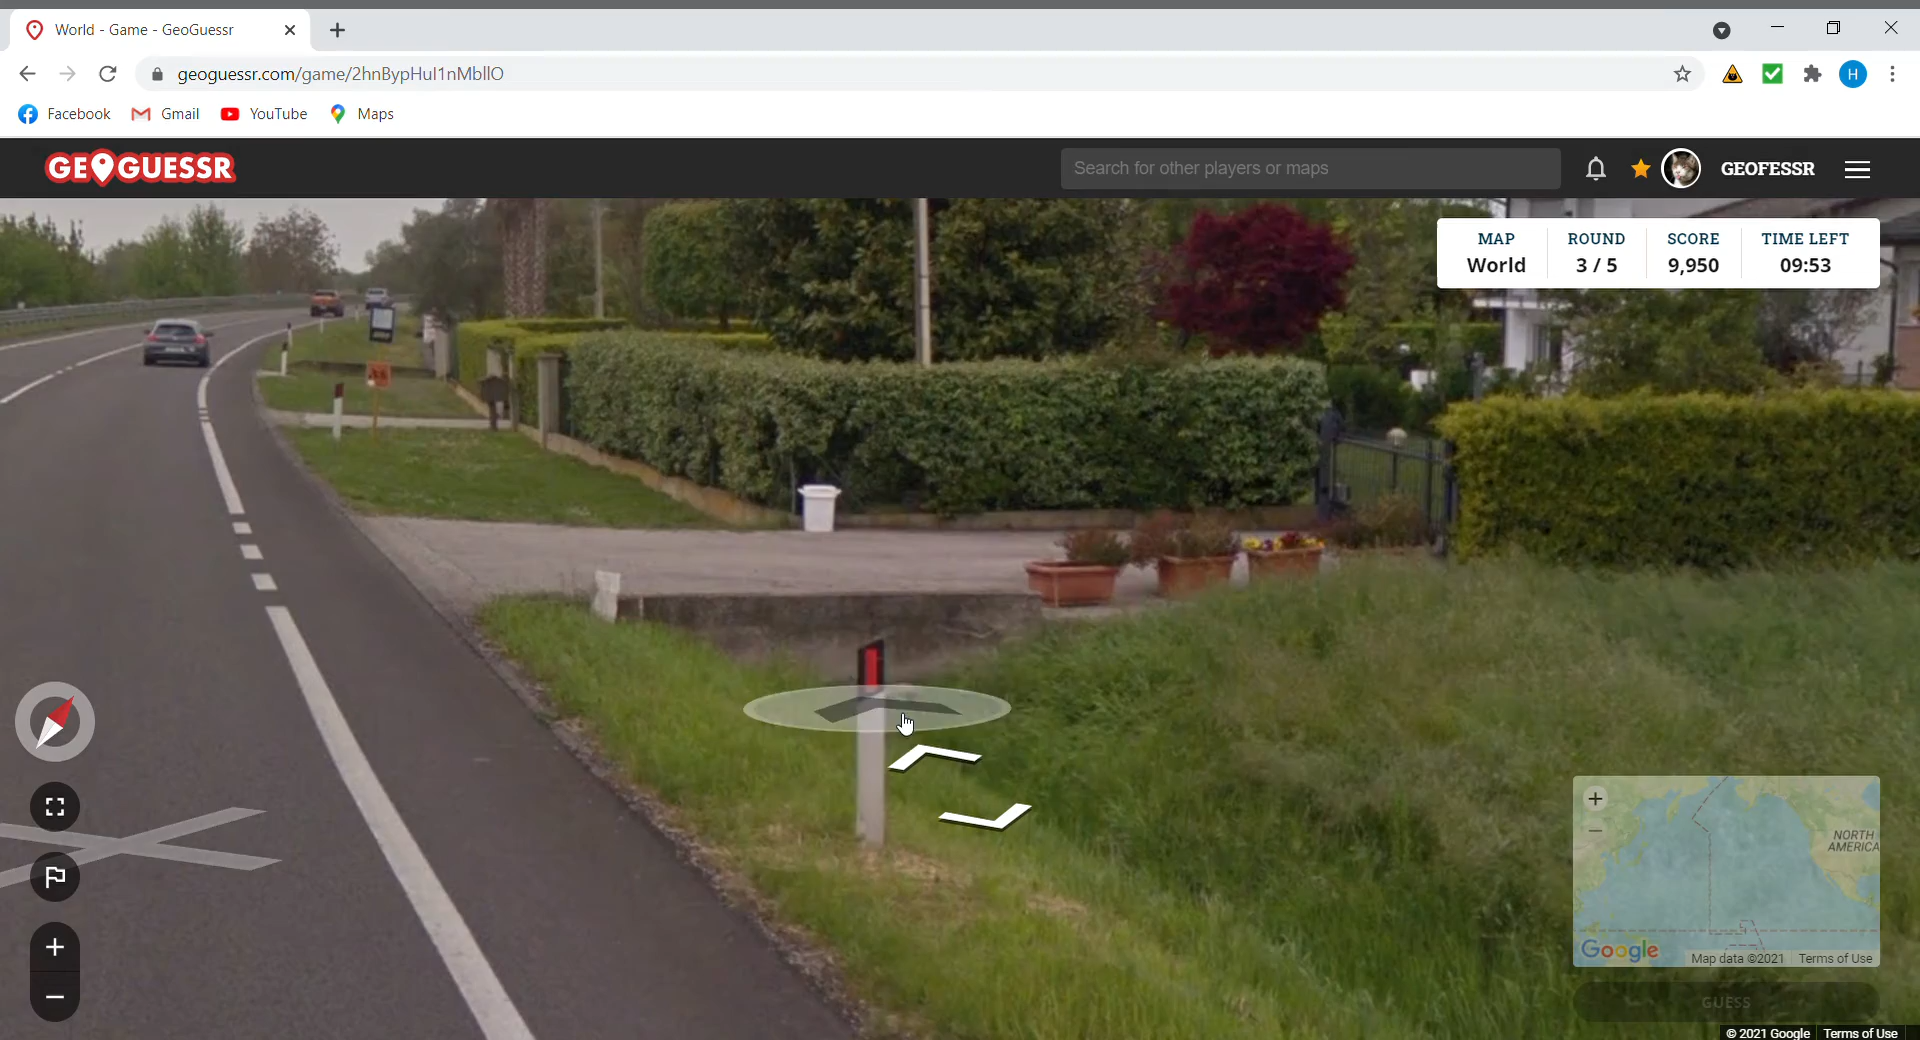 World - Game - GeoGuessr
geoguessr.com/game/2hnBypHul1nMbllO
H
Facebook
Gmail
YouTube
Maps
GEOGUESSR
Search for other players or maps
GEOFESSR
MAP
World
ROUND
3 / 5
SCORE
9,950
TIME LEFT
09:53
NORTH
AMERICA
Google
Map data ©2021
Terms of Use
GUESS
© 2021 Google
Terms of Use